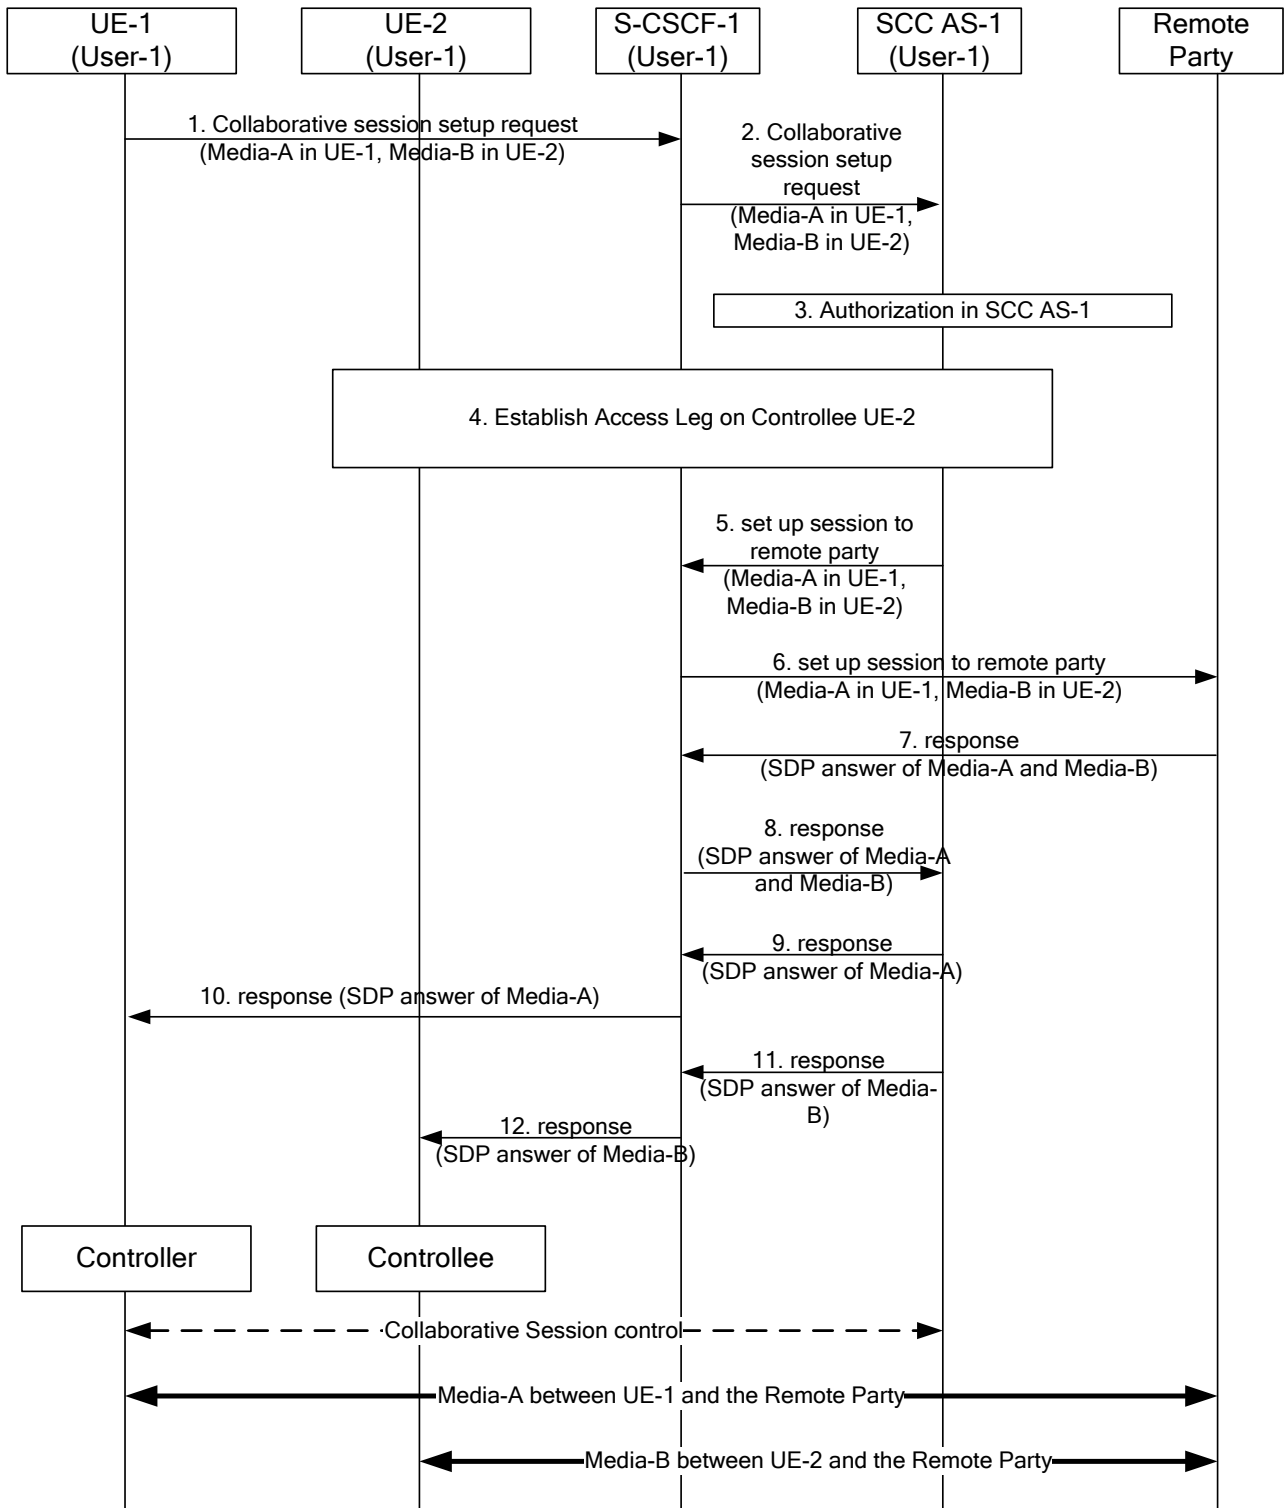 UE-1
(User-1)
UE-2
(User-1)
S-CSCF-1
(User-1)
SCC AS-1
(User-1)
Remote
Party
1. Collaborative session setup request
(Media-A in UE-1, Media-B in UE-2)
2. Collaborative
session setup
request
(Media-A in UE-1,
Media-B in UE-2)
3. Authorization in SCC AS-1
4. Establish Access Leg on Controllee UE-2
5. set up session to
remote party
(Media-A in UE-1,
Media-B in UE-2)
6. set up session to remote party
(Media-A in UE-1, Media-B in UE-2)
7. response
(SDP answer of Media-A and Media-B)
8. response
(SDP answer of Media-A
and Media-B)
9. response
(SDP answer of Media-A)
10. response (SDP answer of Media-A)
11. response
(SDP answer of Media-
B)
12. response
(SDP answer of Media-B)
Controller
Controllee
Collaborative Session control
Media-A between UE-1 and the Remote Party
Media-B between UE-2 and the Remote Party